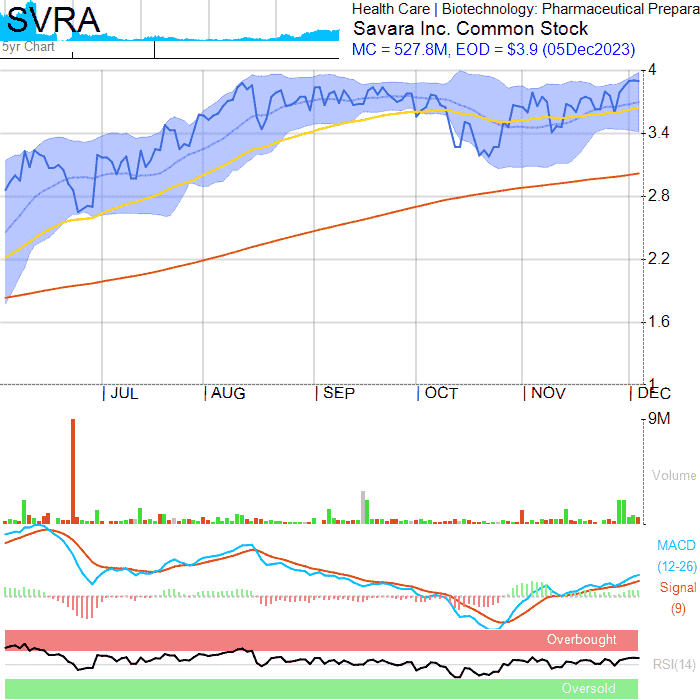 SVRA
5yr Chart
Health Care | Biotechnology: Pharmaceutical Prepara
Savara Inc. Common Stock
MC = 527.8M, EOD = $3.9 (05Dec2023)
4
3.4
2.8
2.2
1.6
1
JUL AUG SEP OCT NOV DEC
9M
Volume
MACD
(12-26)
Signal
(9)
Overbought
RSI(14)
Oversold